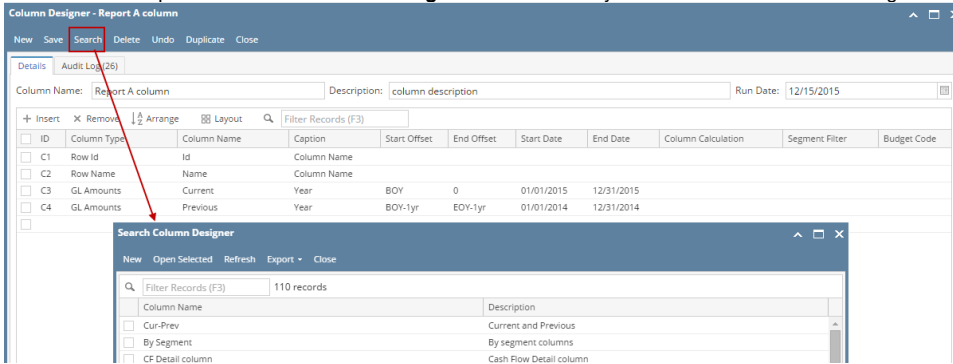 Column Designer - Report A column
New Save Search Delete Undo Duplicate Close
Details Audit Log (26)
Column Name: Report A column Description: column description Run Date: 12/15/2015
+ Insert × Remove Arrange Layout Filter Records (F3)
ID Column Type Column Name Caption Start Offset End Offset Start Date End Date Column Calculation Segment Filter Budget Code
C1 Row Id Id Column Name
C2 Row Name Name Column Name
C3 GL Amounts Current Year BOY 0 01/01/2015 12/31/2015
C4 GL Amounts Previous Year BOY-1yr EOY-1yr 01/01/2014 12/31/2014
Search Column Designer
New Open Selected Refresh Export Close
Filter Records (F3) 110 records
Column Name Description
Cur-Prev Current and Previous
By Segment By segment columns
CF Detail column Cash Flow Detail column